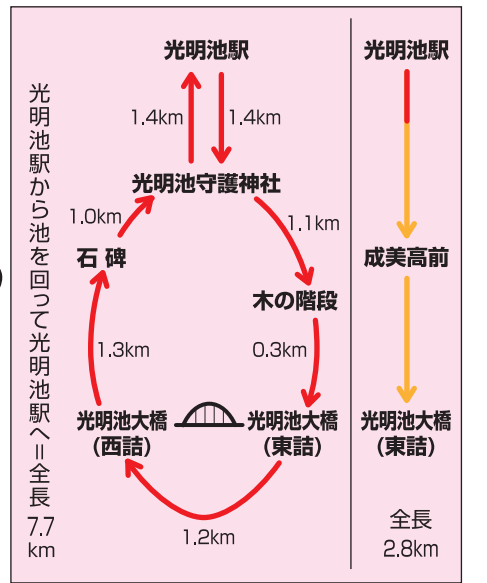 光明池駅から池を回って光明池駅へ＝全長7.7km
光明池駅
1.4km
1.4km
光明池守護神社
1.0km
1.1km
石碑
木の階段
1.3km
0.3km
光明池大橋
(西詰)
光明池大橋
(東詰)
1.2km
光明池駅
成美高前
光明池大橋
(東詰)
全長
2.8km